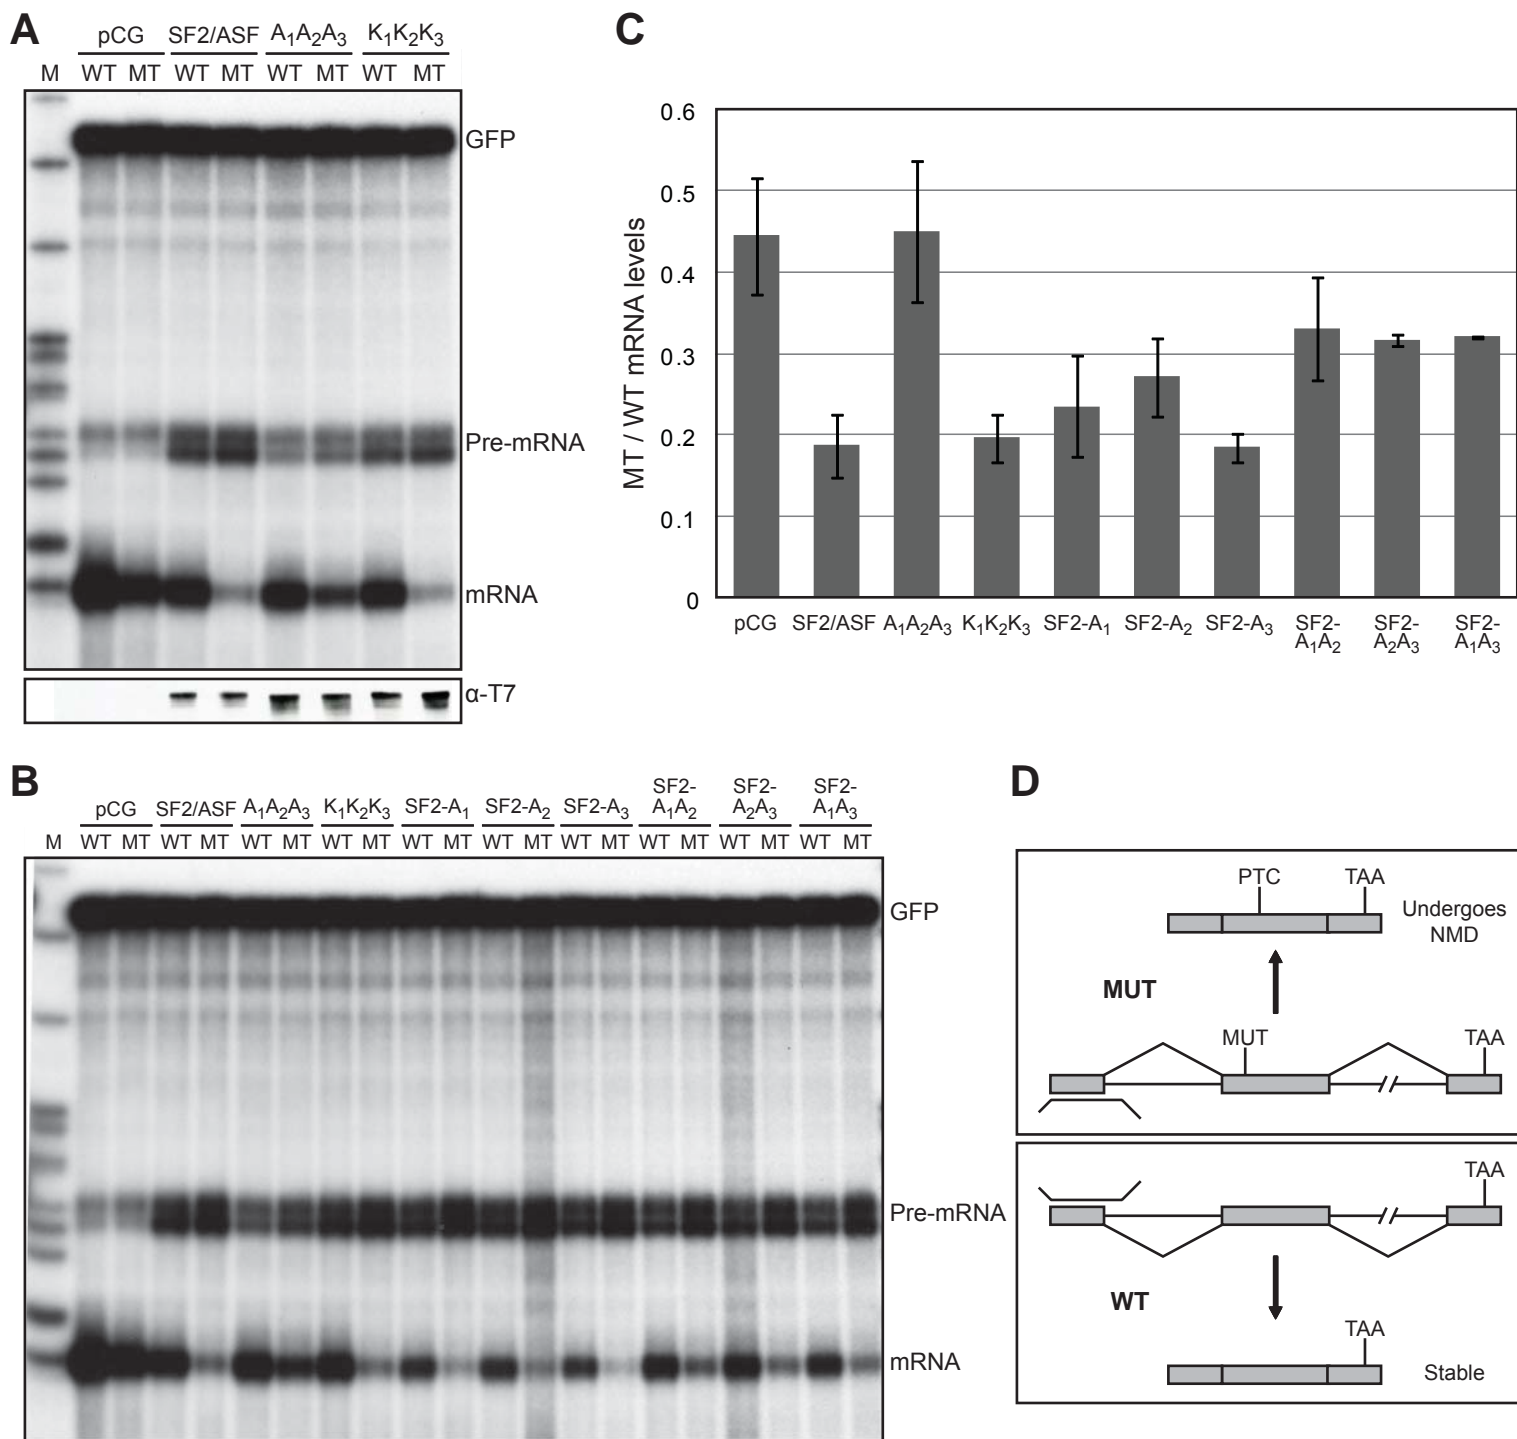 A
pCG SF2/ASF A₁A₂A₃ K₁K₂K₃
M WT MT WT MT WT MT WT MT
GFP
Pre-mRNA
mRNA
α-T7
C
MT / WT mRNA levels
0.6
0.5
0.4
0.3
0.2
0.1
0
pCG SF2/ASF A₁A₂A₃ K₁K₂K₃ SF2-A₁ SF2-A₂ SF2-A₃ SF2- SF2- SF2-
A₁A₂ A₂A₃ A₁A₃
B
SF2- SF2- SF2-
pCG SF2/ASF A₁A₂A₃ K₁K₂K₃ SF2-A₁ SF2-A₂ SF2-A₃ A₁A₂ A₂A₃ A₁A₃
M WT MT WT MT WT MT WT MT WT MT WT MT WT MT WT MT WT MT WT MT
GFP
Pre-mRNA
mRNA
D
PTC TAA
Undergoes
NMD
MUT
MUT TAA
TAA
WT
TAA
Stable